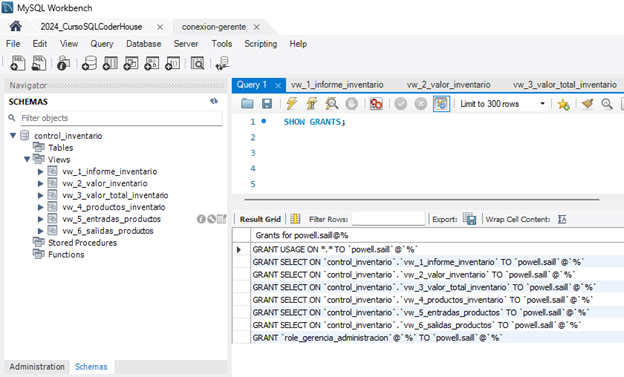 MySQL Workbench
2024_CursoSQLCoderHouse × conexion-gerente ×
File Edit View Query Database Server Tools Scripting Help
Navigator
SCHEMAS
Filter objects
control_inventario
Tables
Views
vw_1_informe_inventario
vw_2_valor_inventario
vw_3_valor_total_inventario
vw_4_productos_inventario
vw_5_entradas_productos
vw_6_salidas_productos
Stored Procedures
Functions
Administration Schemas
Query 1 × vw_1_informe_inventario vw_2_valor_inventario vw_3_valor_total_inventario
Limit to 300 rows
1 SHOW GRANTS;
2
3
4
5
Result Grid Filter Rows: Export: Wrap Cell Content:
Grants for powell.saill@%
GRANT USAGE ON *.* TO `powell.saill`@`%`
GRANT SELECT ON `control_inventario`.`vw_1_informe_inventario` TO `powell.saill`@`%`
GRANT SELECT ON `control_inventario`.`vw_2_valor_inventario` TO `powell.saill`@`%`
GRANT SELECT ON `control_inventario`.`vw_3_valor_total_inventario` TO `powell.saill`@`%`
GRANT SELECT ON `control_inventario`.`vw_4_productos_inventario` TO `powell.saill`@`%`
GRANT SELECT ON `control_inventario`.`vw_5_entradas_productos` TO `powell.saill`@`%`
GRANT SELECT ON `control_inventario`.`vw_6_salidas_productos` TO `powell.saill`@`%`
GRANT `role_gerencia_administracion`@`%` TO `powell.saill`@`%`